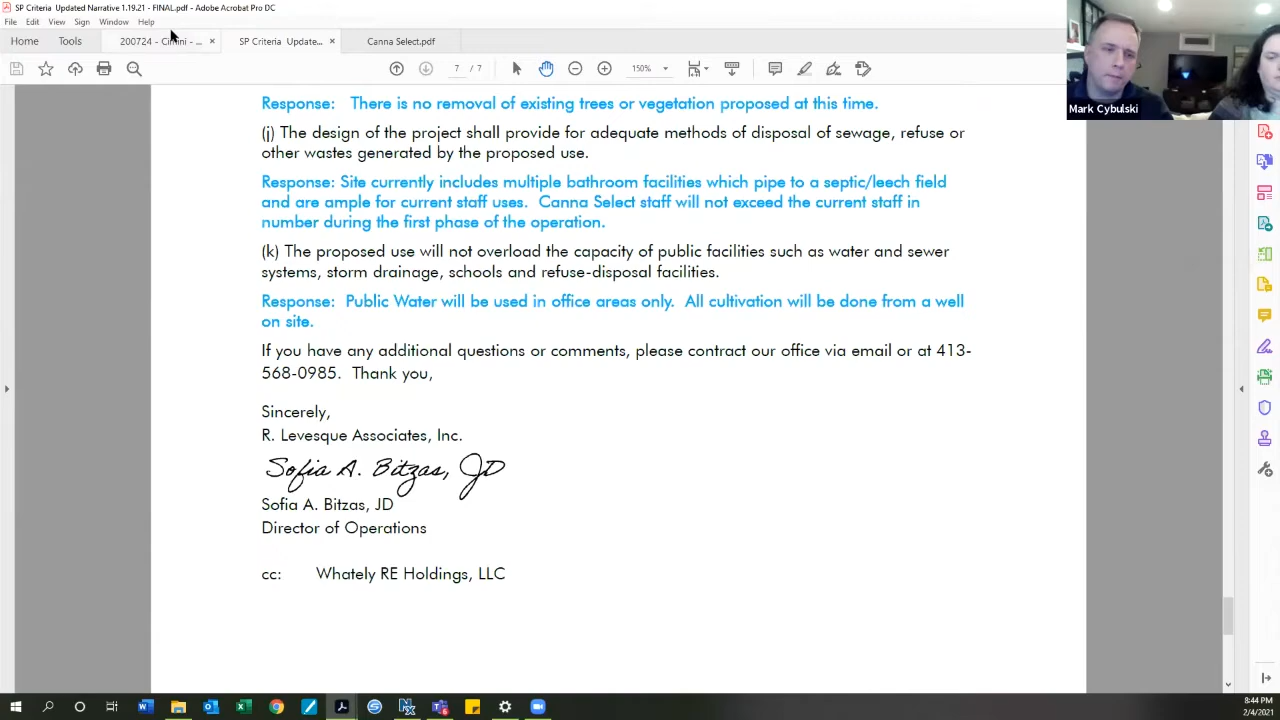 SP Criteria Updated Narrative 1.19.21 - FINAL.pdf - Adobe Acrobat Pro DC
File Edit View Sign Window Help
Home Tools 200724 - Cimini - ... × SP Criteria Update... × Canna Select.pdf
7 / 7 150%
Mark Cybulski
Response: There is no removal of existing trees or vegetation proposed at this time.
(j) The design of the project shall provide for adequate methods of disposal of sewage, refuse or
other wastes generated by the proposed use.
Response: Site currently includes multiple bathroom facilities which pipe to a septic/leech field
and are ample for current staff uses. Canna Select staff will not exceed the current staff in
number during the first phase of the operation.
(k) The proposed use will not overload the capacity of public facilities such as water and sewer
systems, storm drainage, schools and refuse-disposal facilities.
Response: Public Water will be used in office areas only. All cultivation will be done from a well
on site.
If you have any additional questions or comments, please contract our office via email or at 413-
568-0985. Thank you,
Sincerely,
R. Levesque Associates, Inc.
Sofia A. Bitzas, JD
Sofia A. Bitzas, JD
Director of Operations
cc: Whately RE Holdings, LLC
8:44 PM
2/4/2021